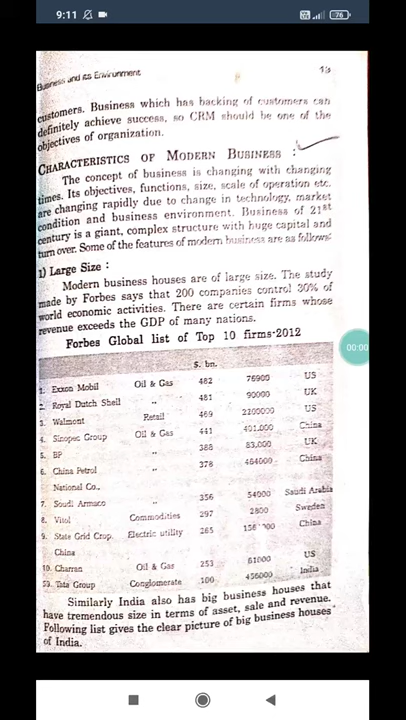 9:11
76
Business and its Environment 13
customers. Business which has backing of customers can
definitely achieve success, so CRM should be one of the
objectives of organization.
CHARACTERISTICS OF MODERN BUSINESS :
The concept of business is changing with changing
times. Its objectives, functions, size, scale of operation etc.
are changing rapidly due to change in technology, market
condition and business environment. Business of 21st
century is a giant, complex structure with huge capital and
turn over. Some of the features of modern business are as follows:
1) Large Size :
Modern business houses are of large size. The study
made by Forbes says that 200 companies control 30% of
world economic activities. There are certain firms whose
revenue exceeds the GDP of many nations.
00:00
Forbes Global list of Top 10 firms-2012
$. bn.
1. Exxon Mobil Oil & Gas 482 76900 US
2. Royal Dutch Shell ,, 481 90000 UK
3. Walmont Retail 469 2200000 US
4. Sinopec Group Oil & Gas 441 401,000 China
5. BP ,, 388 83,000 UK
6. China Petrol ,, 378 464000 China
National Co.,
7. Soudi Armaco ,, 356 54000 Saudi Arabia
8. Vitol Commodities 297 2800 Sweden
9. State Grid Crop. Electric utility 265 China
China
10. Charran Oil & Gas 253 61000 US
59. Tata Group Conglomerate 100 456000 India
Similarly India also has big business houses that
have tremendous size in terms of asset, sale and revenue.
Following list gives the clear picture of big business houses
of India.